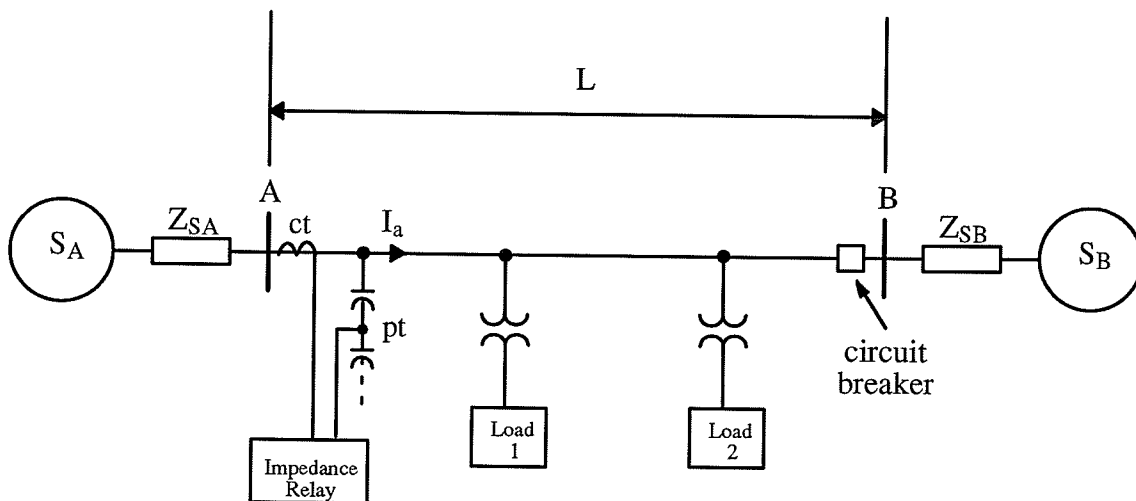 L
A
B
S_A
Z_SA
ct
I_a
Z_SB
S_B
pt
circuit
breaker
Load
1
Load
2
Impedance
Relay